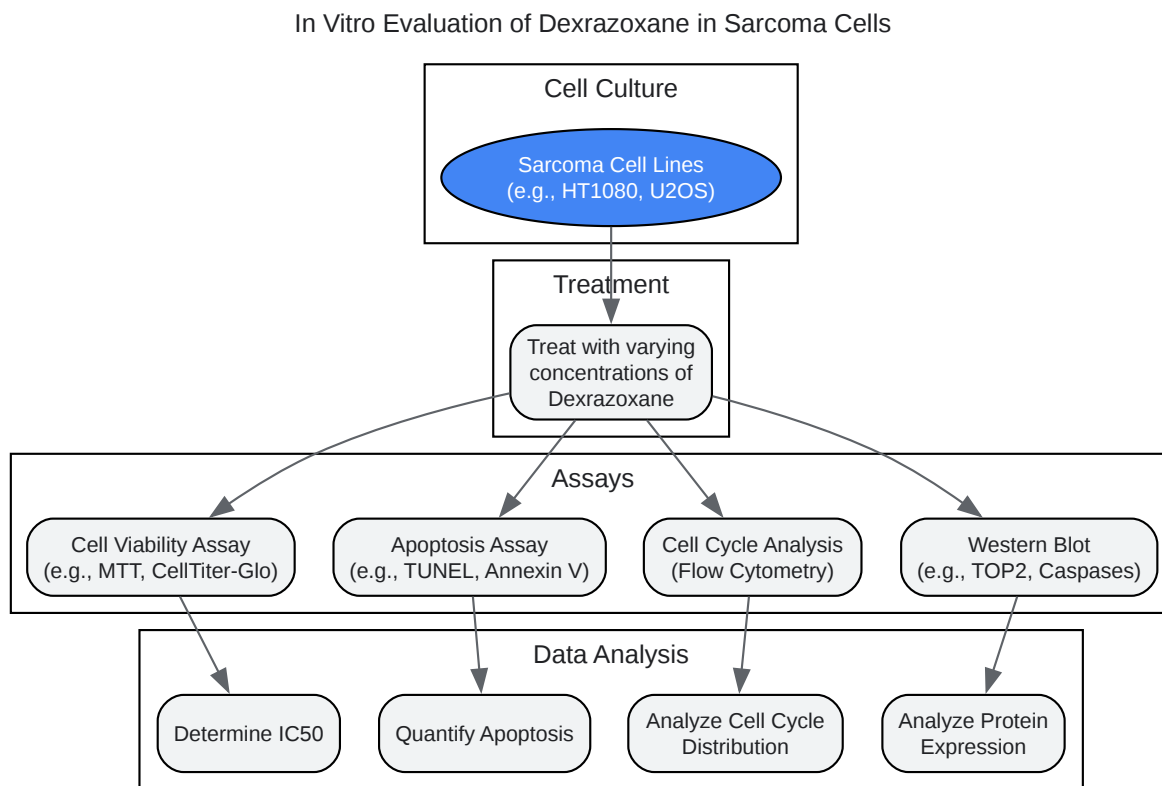 In Vitro Evaluation of Dexrazoxane in Sarcoma Cells
Cell Culture
Sarcoma Cell Lines
(e.g., HT1080, U2OS)
Treatment
Treat with varying
concentrations of
Dexrazoxane
Assays
Cell Viability Assay
(e.g., MTT, CellTiter-Glo)
Apoptosis Assay
(e.g., TUNEL, Annexin V)
Cell Cycle Analysis
(Flow Cytometry)
Western Blot
(e.g., TOP2, Caspases)
Data Analysis
Determine IC50
Quantify Apoptosis
Analyze Cell Cycle
Distribution
Analyze Protein
Expression